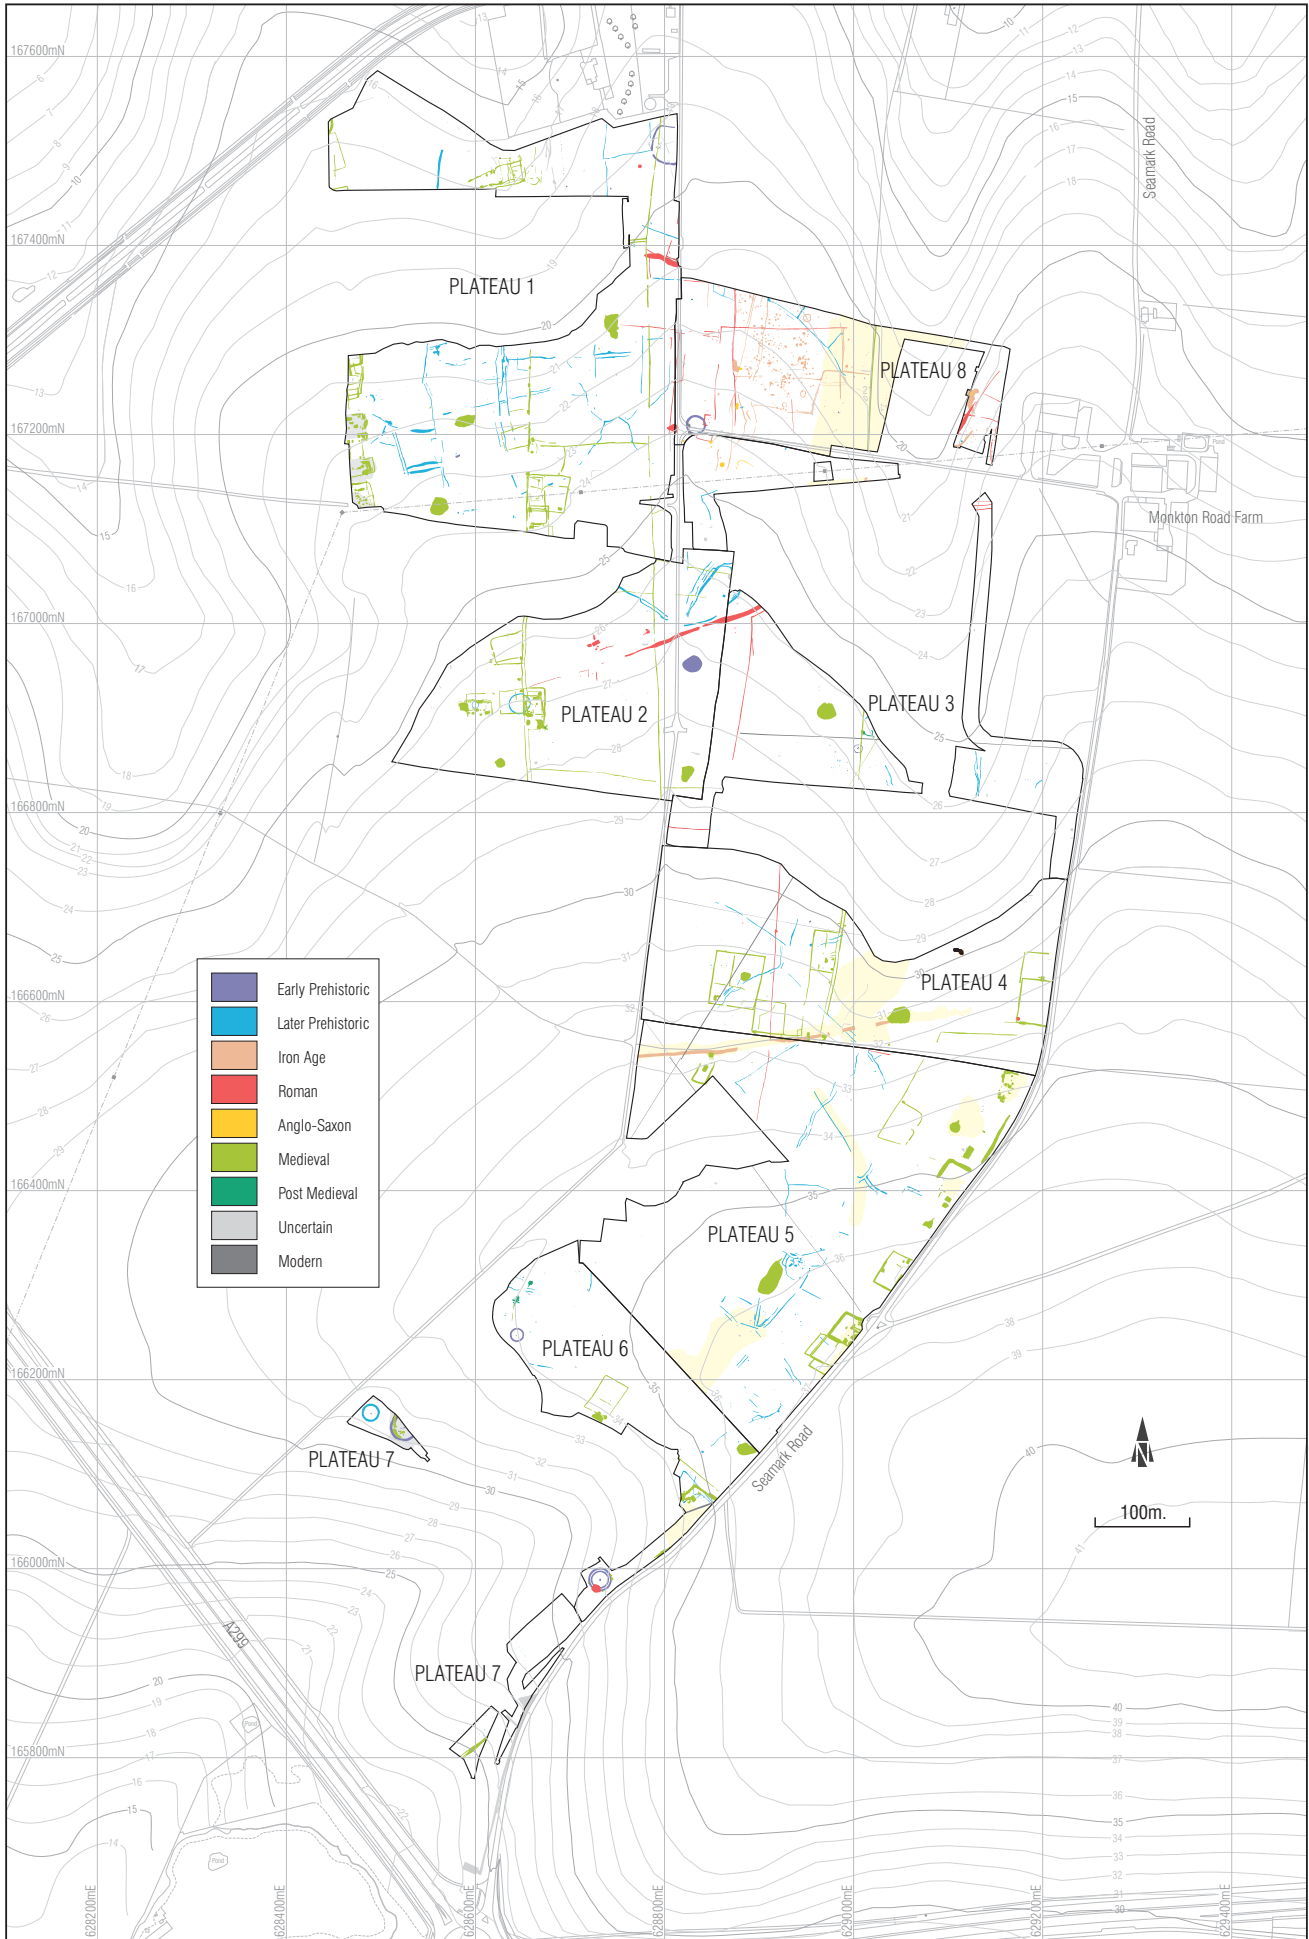 167600mN
Seamark Road
167400mN
PLATEAU 1
PLATEAU 8
167200mN
Pond
Monkton Road Farm
167000mN
PLATEAU 2
PLATEAU 3
166800mN
PLATEAU 4
166600mN
Early Prehistoric
Later Prehistoric
Iron Age
Roman
Anglo-Saxon
Medieval
Post Medieval
Uncertain
Modern
166400mN
PLATEAU 5
PLATEAU 6
166200mN
PLATEAU 7
Seamark Road
N
100m.
166000mN
A299
PLATEAU 7
Pond
165800mN
Pond
628200mE
628400mE
628600mE
628800mE
629000mE
629200mE
629400mE